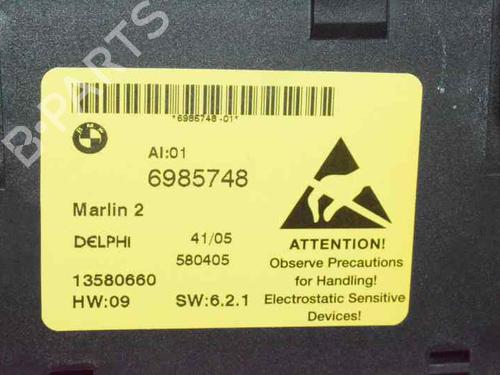 B-PARTS
*6985748-01*
BMW
AI:01
6985748
Marlin 2
DELPHI
41/05
580405
13580660
HW:09
SW:6.2.1
ATTENTION!
Observe Precautions
for Handling!
Electrostatic Sensitive
Devices!